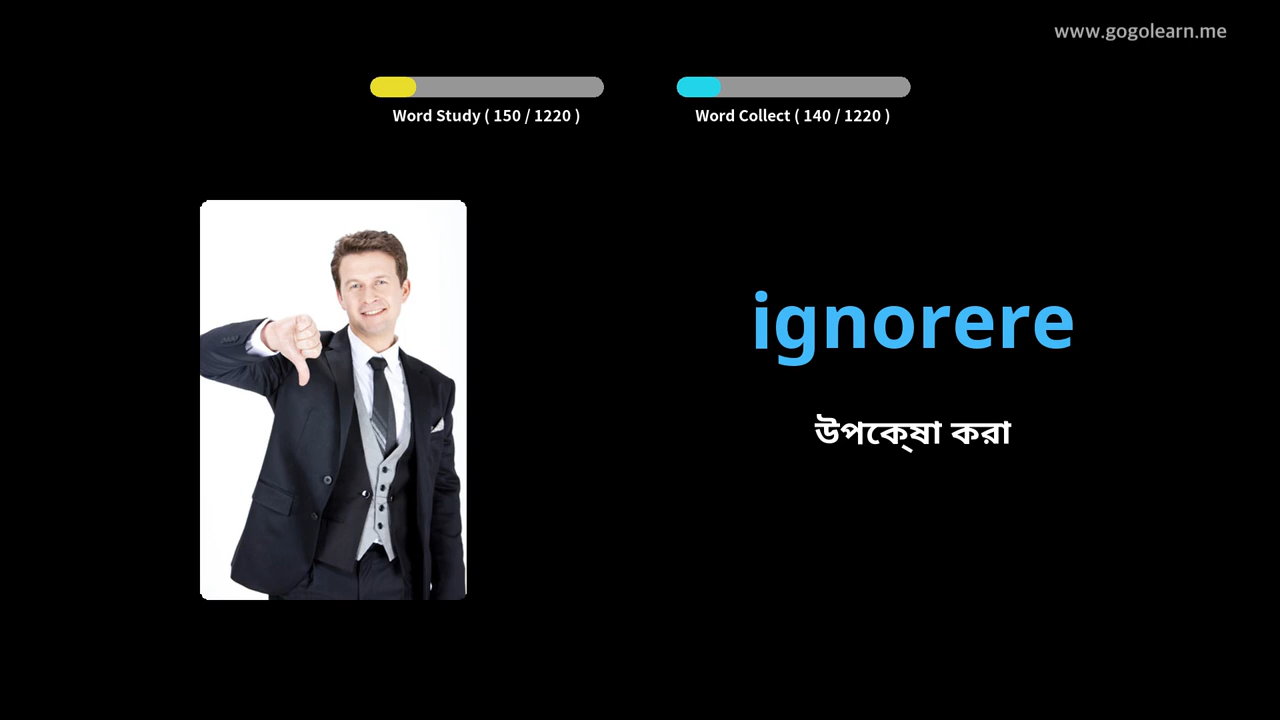 www.gogolearn.me
Word Study ( 150 / 1220 )
Word Collect ( 140 / 1220 )
ignorere
উপেক্ষা করা